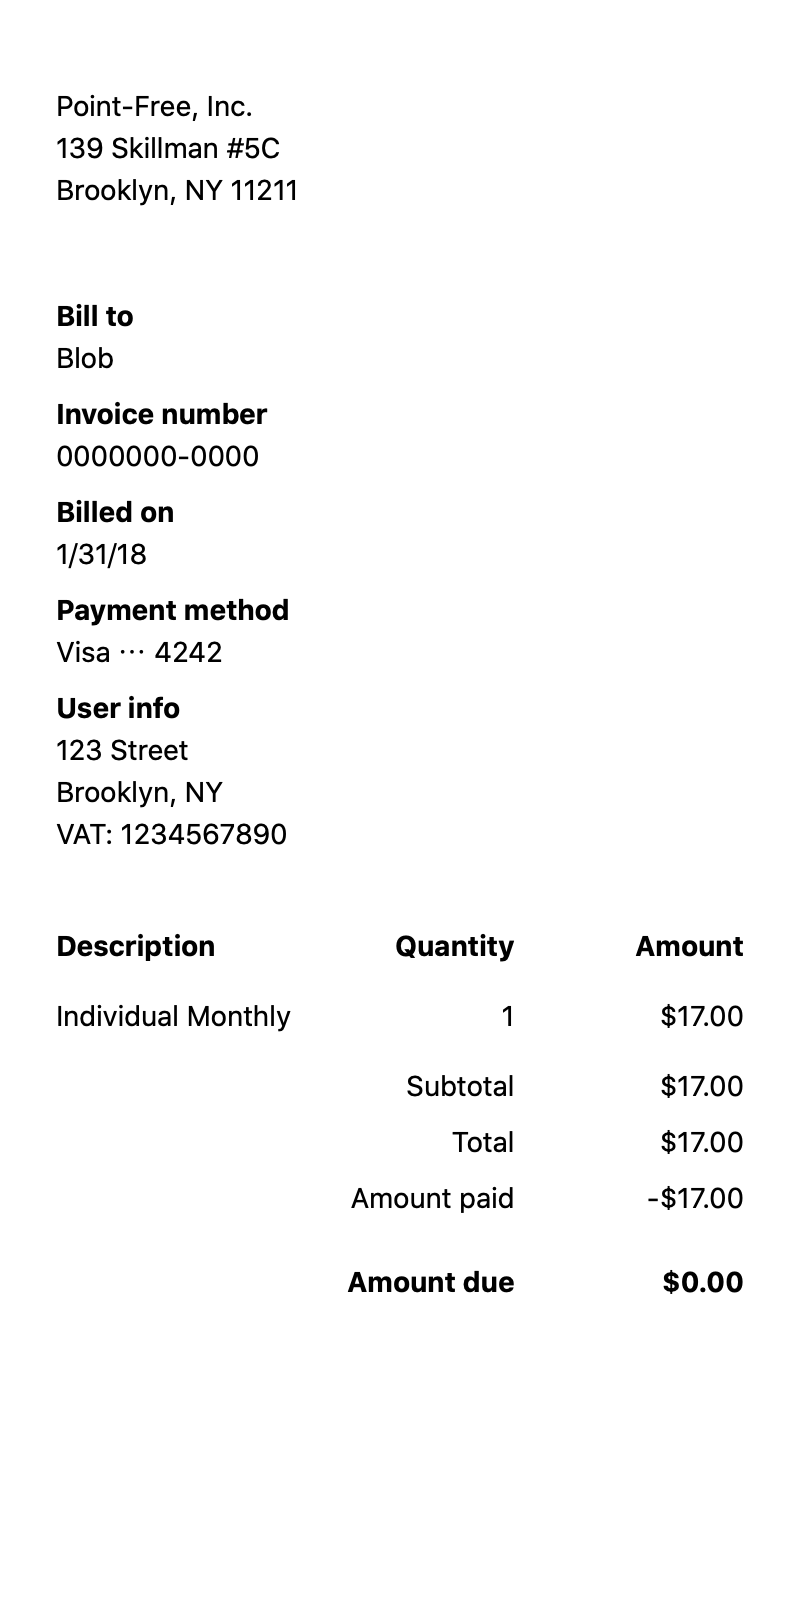 Point-Free, Inc.
139 Skillman #5C
Brooklyn, NY 11211
Bill to
Blob
Invoice number
0000000-0000
Billed on
1/31/18
Payment method
Visa ··· 4242
User info
123 Street
Brooklyn, NY
VAT: 1234567890
Description Quantity Amount
Individual Monthly 1 $17.00
Subtotal $17.00
Total $17.00
Amount paid -$17.00
Amount due $0.00